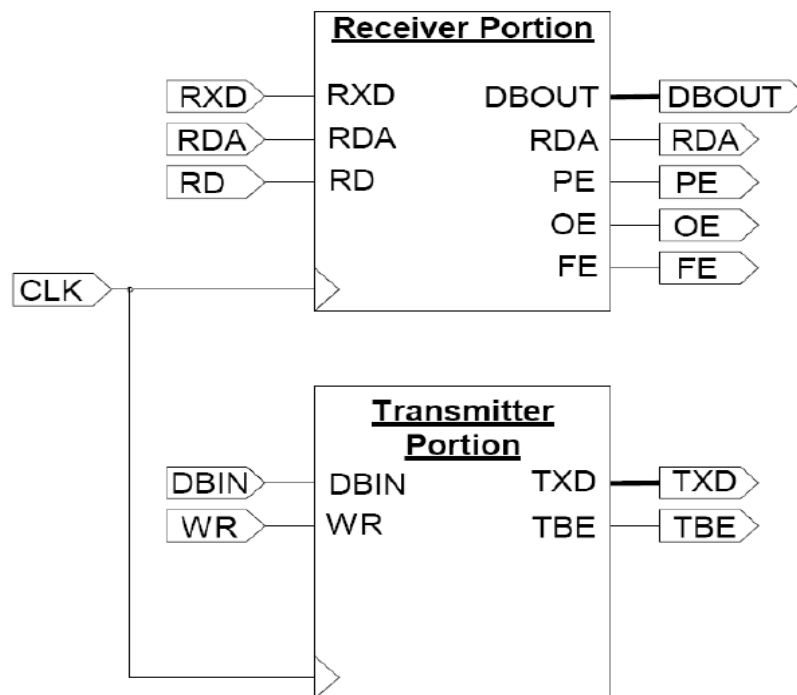 Receiver Portion
RXD RXD DBOUT DBOUT
RDA RDA RDA RDA
RD RD PE PE
OE OE
FE FE
CLK
Transmitter
Portion
DBIN DBIN TXD TXD
WR WR TBE TBE